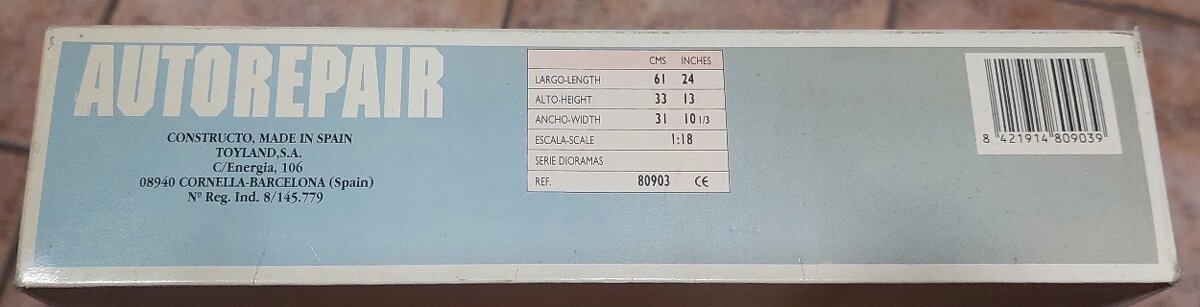 AUTOREPAIR
CONSTRUCTO, MADE IN SPAIN
TOYLAND,S.A.
C/Energía, 106
08940 CORNELLA-BARCELONA (Spain)
Nº Reg. Ind. 8/145.779
CMS INCHES
LARGO-LENGTH 61 24
ALTO-HEIGHT 33 13
ANCHO-WIDTH 31 10 1/3
ESCALA-SCALE 1:18
SERIE DIORAMAS
REF. 80903 CE
8 421914 809039